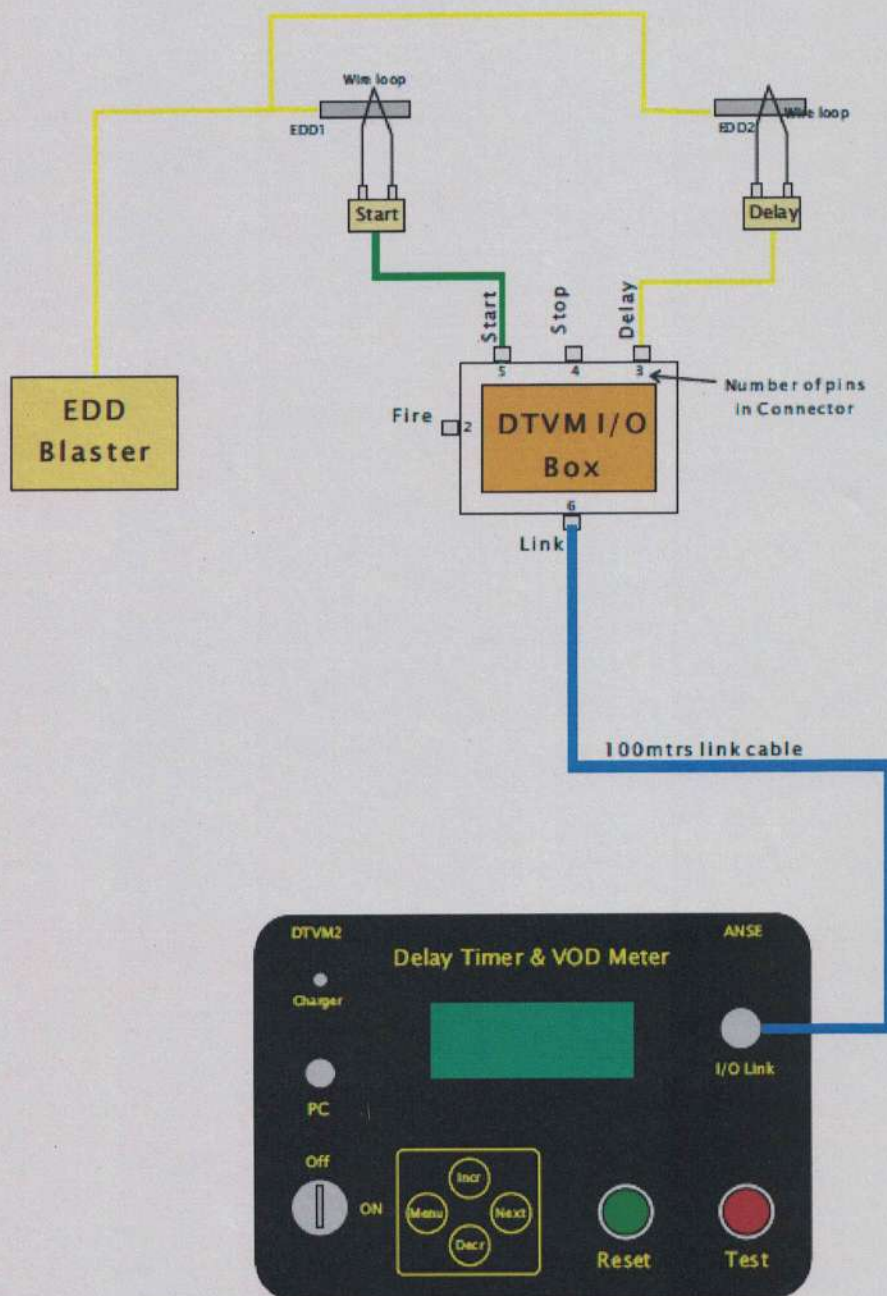 Wire loop
EDD1
Wire loop
EDD2
Start
Delay
Start
Stop
Delay
5
4
3
Number of pins
in Connector
EDD
Blaster
Fire
2
DTVM I/O
Box
6
Link
100mtrs link cable
DTVM2
ANSE
Delay Timer & VOD Meter
Charger
I/O Link
PC
Off
ON
Incr
Menu
Next
Decr
Reset
Test